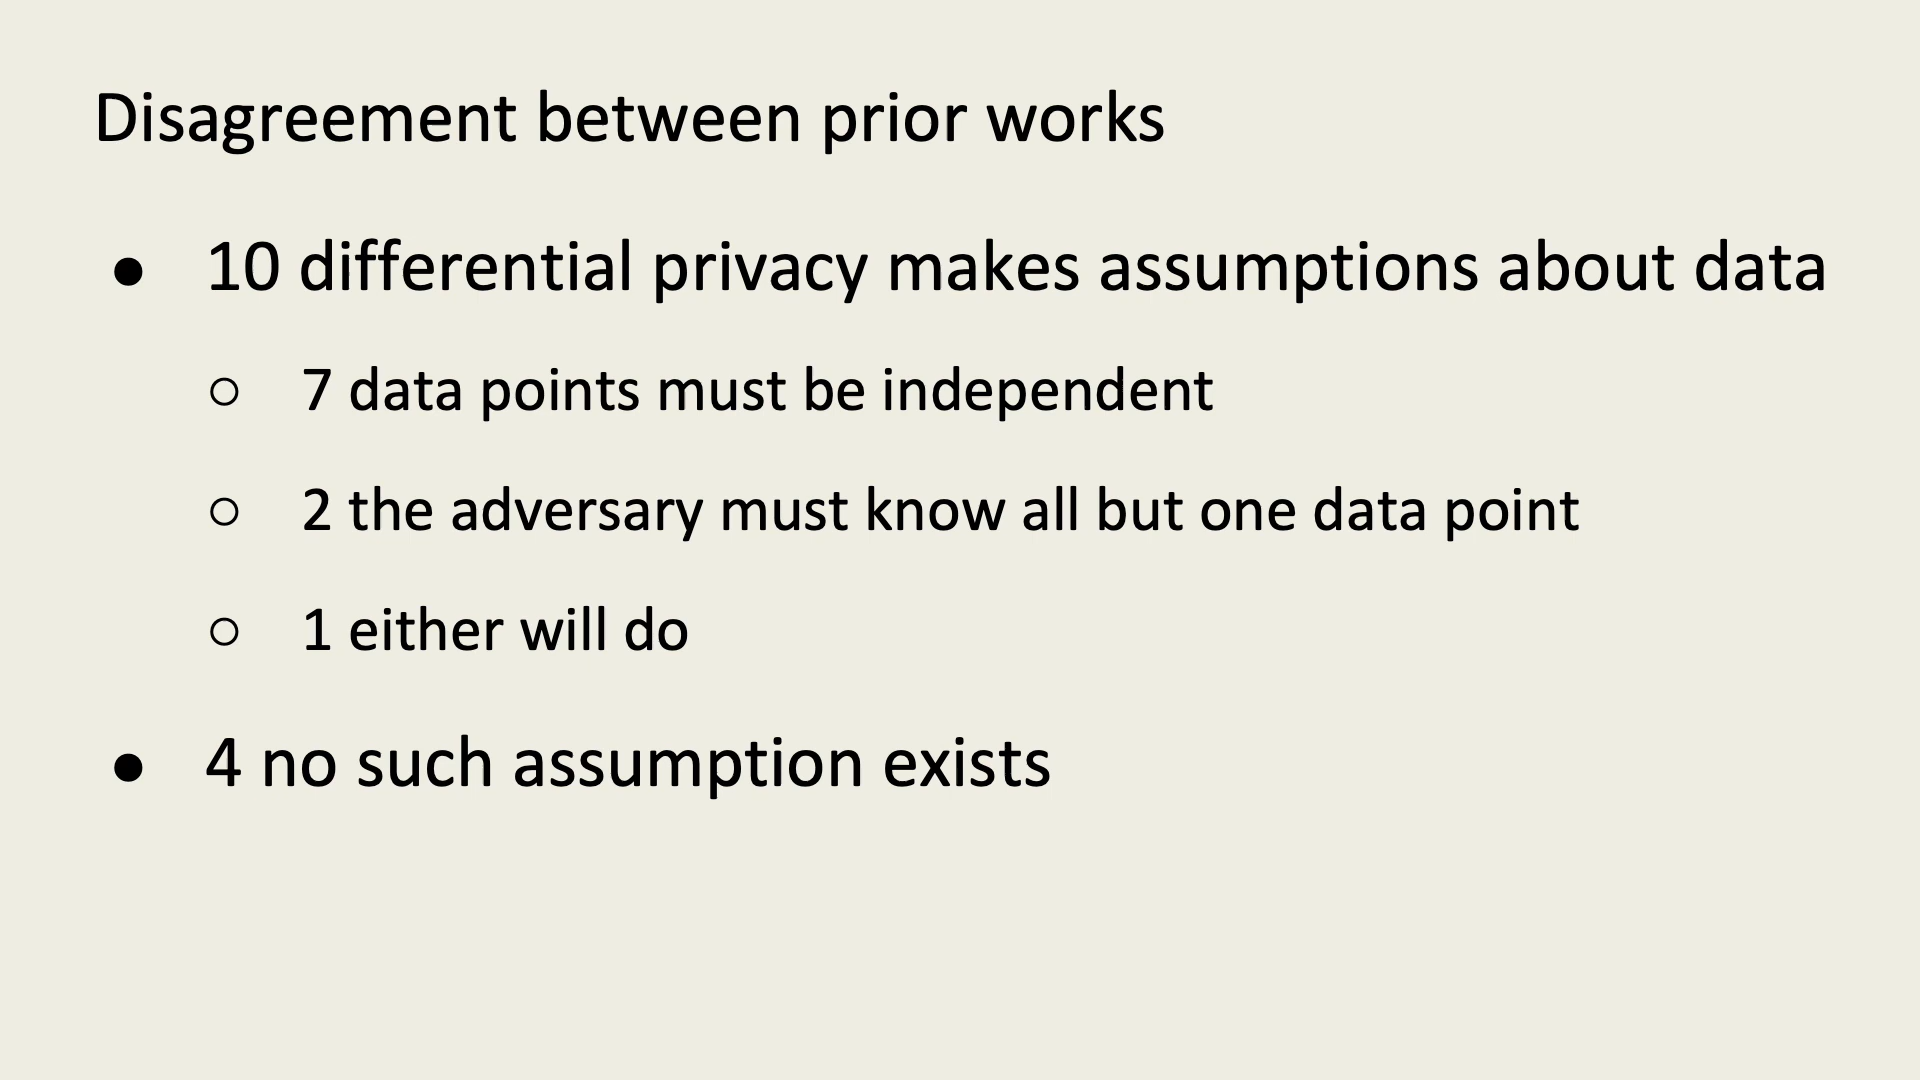 Disagreement between prior works
● 10 differential privacy makes assumptions about data
○ 7 data points must be independent
○ 2 the adversary must know all but one data point
○ 1 either will do
● 4 no such assumption exists